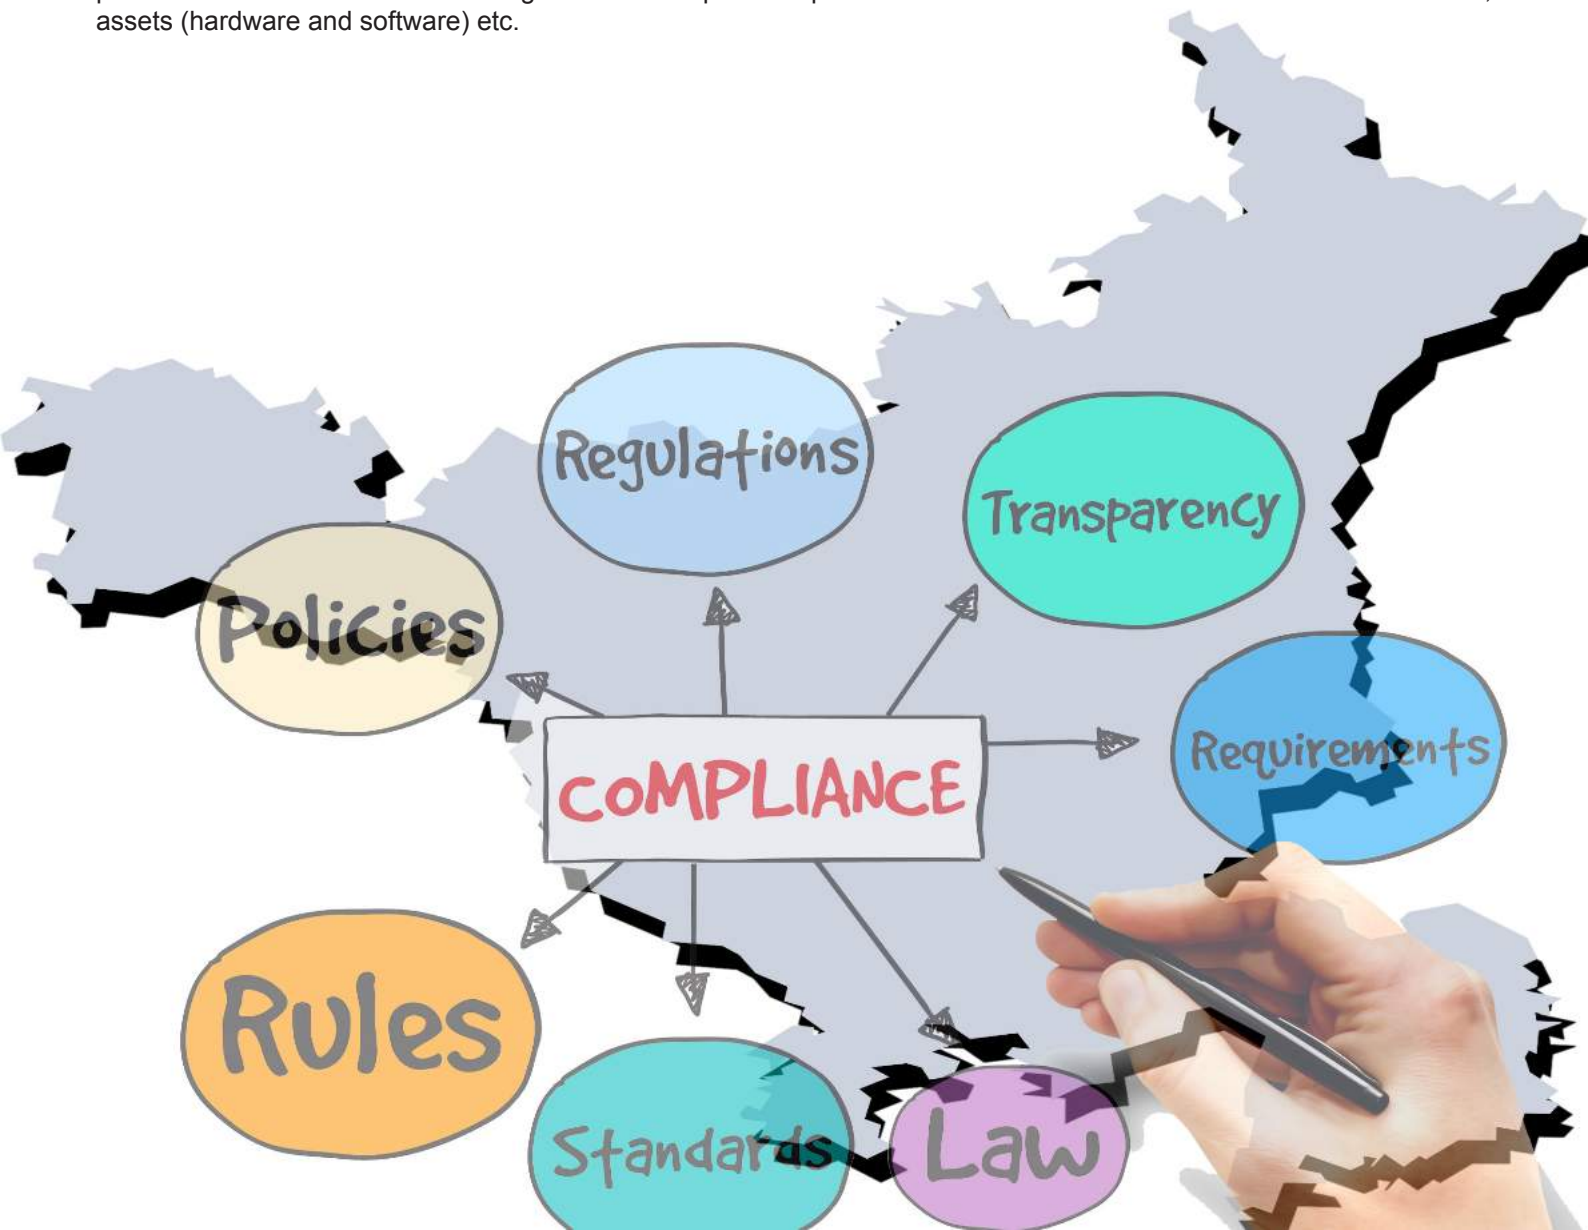 assets (hardware and software) etc.
Regulations
Transparency
Policies
Requirements
COMPLIANCE
Rules
Standards
Law